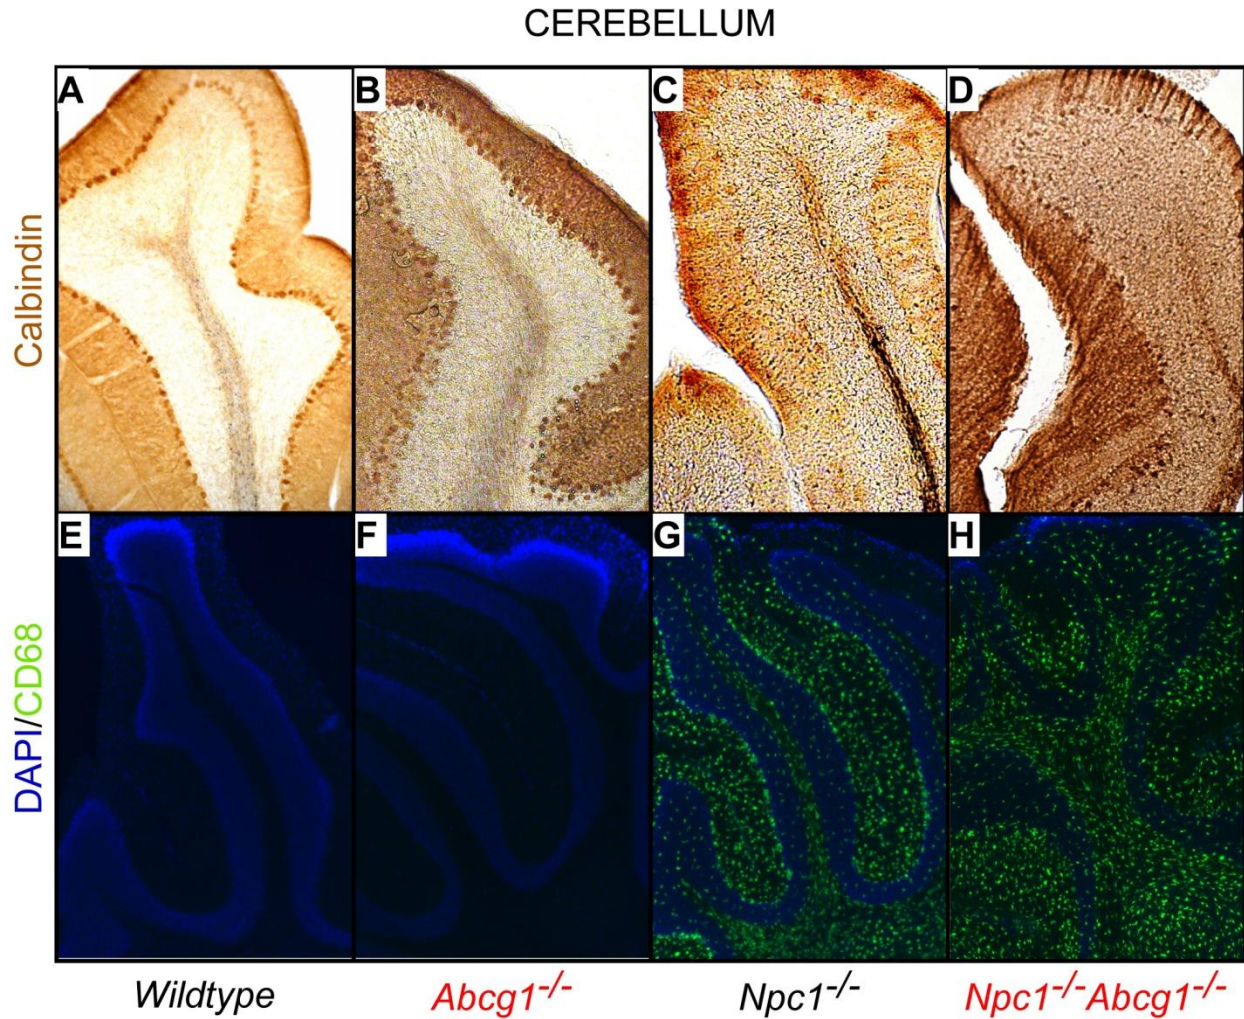 CEREBELLUM
A B C D
Calbindin
E F G H
DAPI/CD68
Wildtype Abcg1-/- Npc1-/- Npc1-/-Abcg1-/-